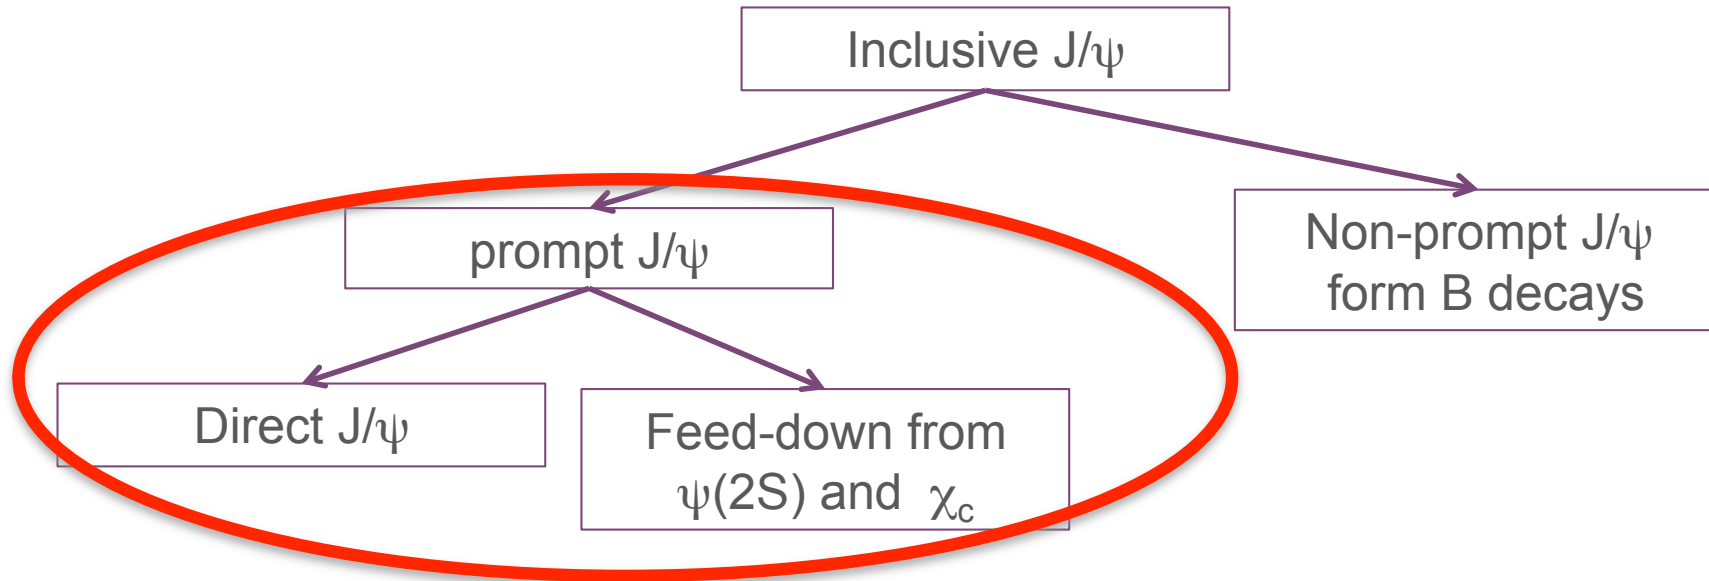 Inclusive J/ψ
prompt J/ψ
Non-prompt J/ψ
form B decays
Direct J/ψ
Feed-down from
ψ(2S) and χc